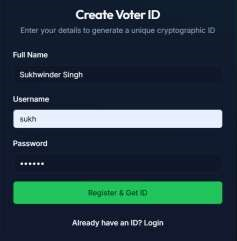 Create Voter ID
Enter your details to generate a unique cryptographic ID
Full Name
Sukhwinder Singh
Username
sukh
Password
••••••
Register & Get ID
Already have an ID? Login